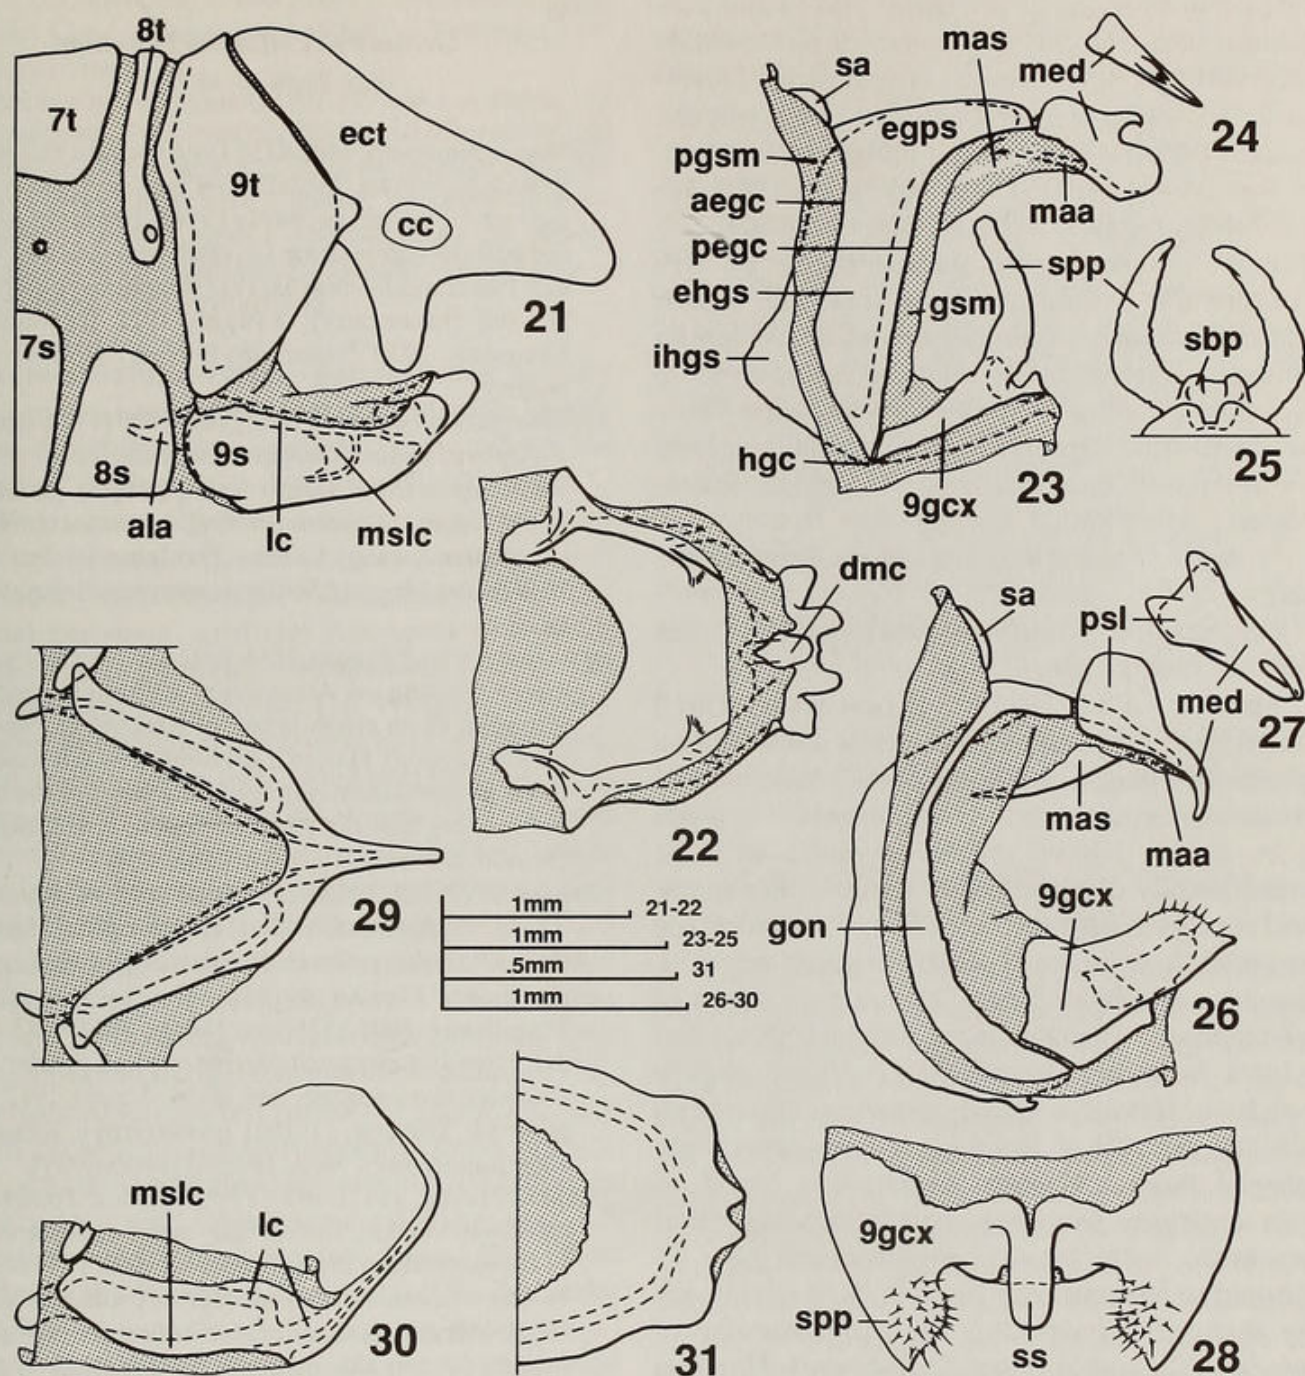 8t
7t
ect
9t
cc
21
7s
8s
9s
ala
lc
mslc
sa
mas
med
24
egps
pgsm
aegc
maa
pegc
spp
ehgs
gsm
ihgs
sbp
hgc
9gcx
23
25
dmc
22
sa
psl
med
27
mas
maa
9gcx
gon
26
29
1mm 21-22
1mm 23-25
.5mm 31
1mm 26-30
mslc
lc
30
31
9gcx
spp
ss
28